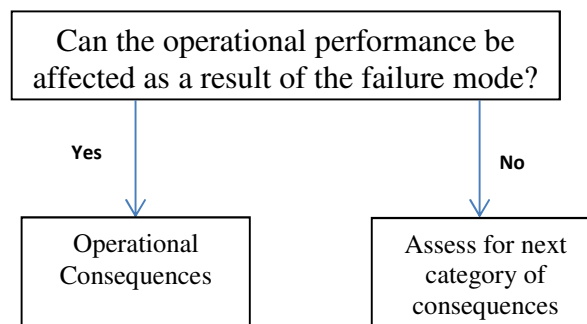 Can the operational performance be
affected as a result of the failure mode?
Yes
No
Operational
Consequences
Assess for next
category of
consequences